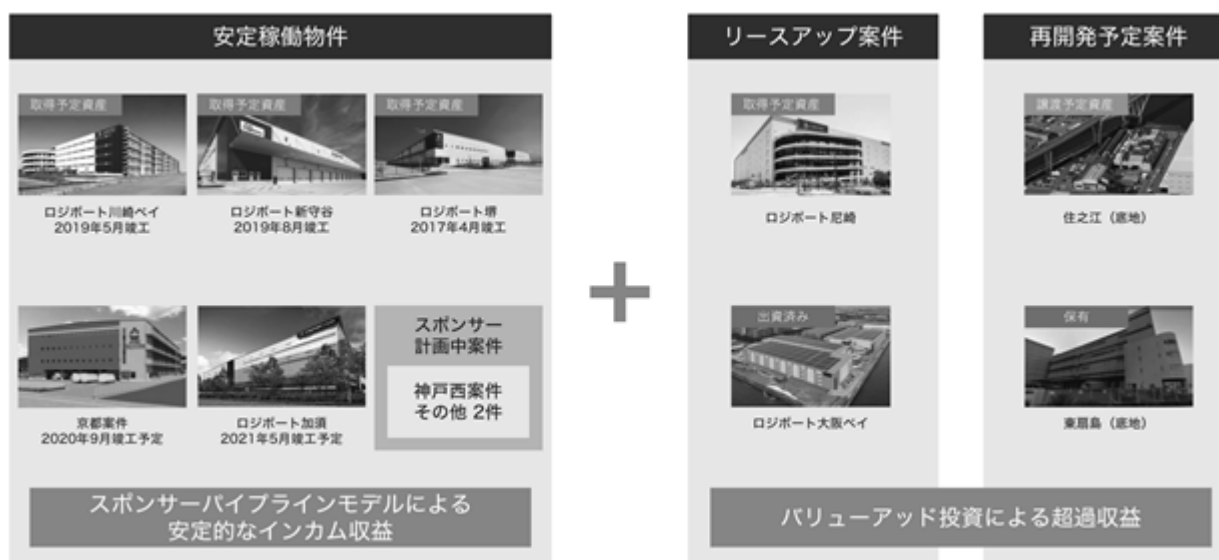 安定稼働物件
取得予定資産
取得予定資産
取得予定資産
ロジポート川崎ベイ
2019年5月竣工
ロジポート新守谷
2019年8月竣工
ロジポート堺
2017年4月竣工
京都案件
2020年9月竣工予定
ロジポート加須
2021年5月竣工予定
スポンサー
計画中案件
神戸西案件
その他 2件
スポンサーパイプラインモデルによる
安定的なインカム収益
+
リースアップ案件
取得予定資産
ロジポート尼崎
出資済み
ロジポート大阪ベイ
再開発予定案件
譲渡予定資産
住之江（底地）
保有
東扇島（底地）
バリューアッド投資による超過収益